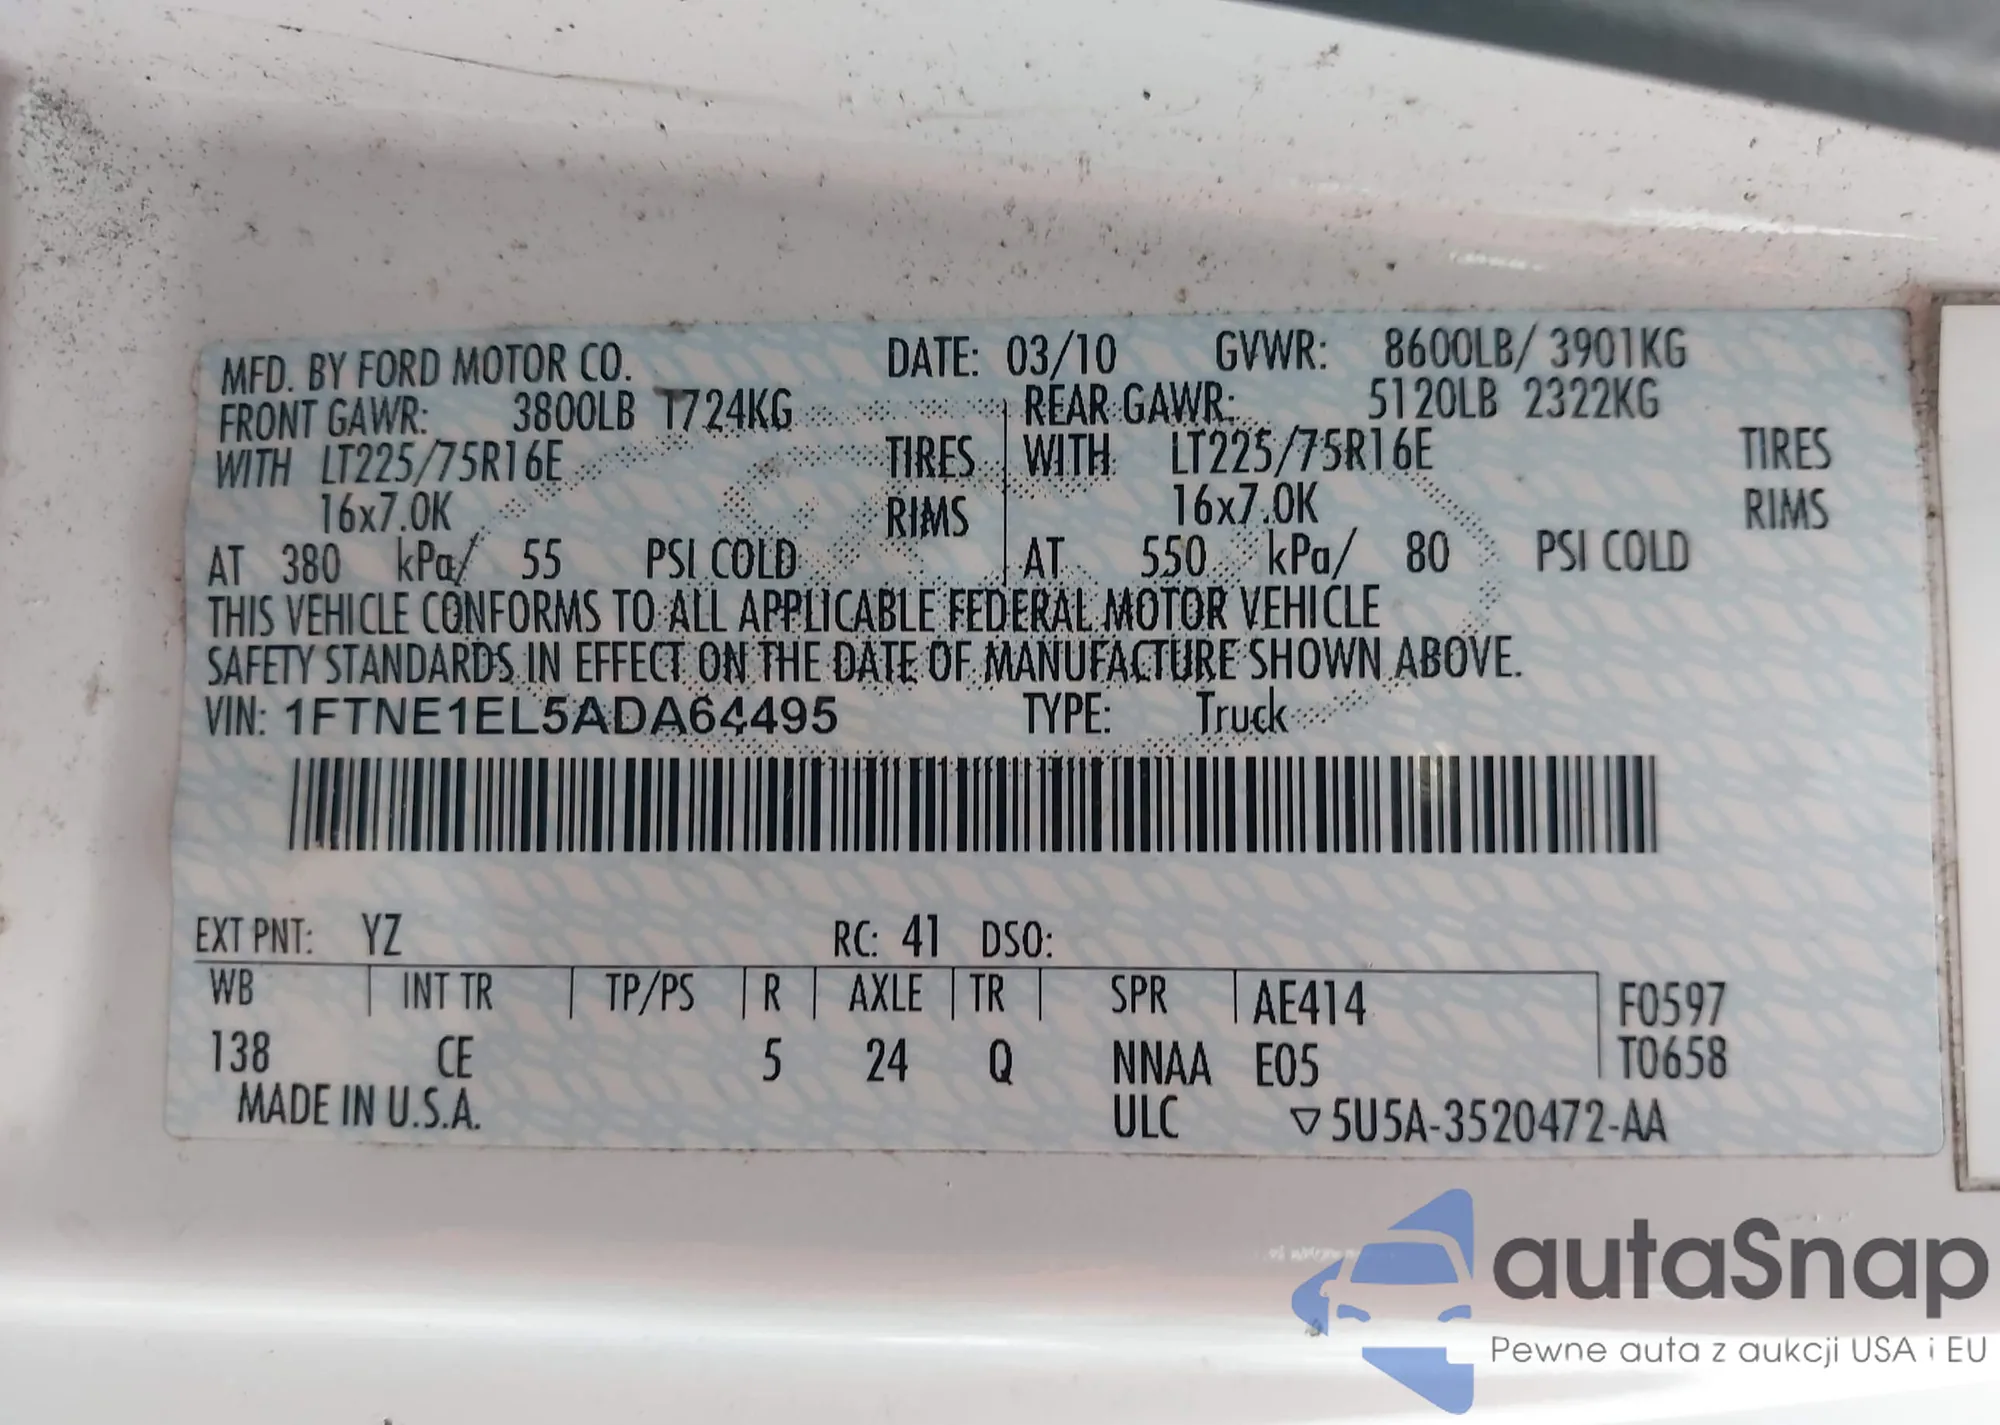 MFD. BY FORD MOTOR CO. DATE: 03/10 GVWR: 8600LB/ 3901KG
FRONT GAWR: 3800LB 1724KG REAR GAWR: 5120LB 2322KG
WITH LT225/75R16E TIRES WITH LT225/75R16E TIRES
16x7.0K RIMS 16x7.0K RIMS
AT 380 kPa/ 55 PSI COLD AT 550 kPa/ 80 PSI COLD
THIS VEHICLE CONFORMS TO ALL APPLICABLE FEDERAL MOTOR VEHICLE
SAFETY STANDARDS IN EFFECT ON THE DATE OF MANUFACTURE SHOWN ABOVE.
VIN: 1FTNE1EL5ADA64495 TYPE: Truck
EXT PNT: YZ RC: 41 DSO:
WB INT TR TP/PS R AXLE TR SPR AE414 F0597
138 CE 5 24 Q NNAA E05 T0658
MADE IN U.S.A. ULC ▽5U5A-3520472-AA
autaSnap
Pewne auta z aukcji USA i EU